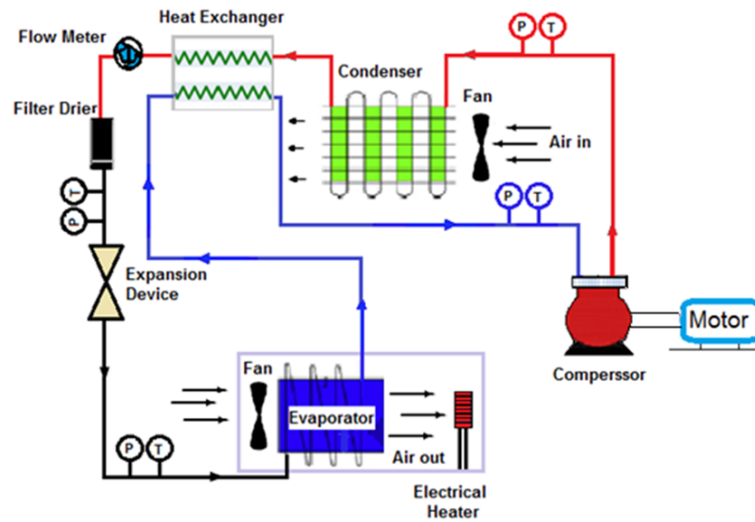 Heat Exchanger
Flow Meter
P
T
Condenser
Fan
Filter Drier
Air in
T
P
P
T
Expansion
Device
Motor
Fan
Comperssor
Evaporator
Air out
P
T
Electrical
Heater